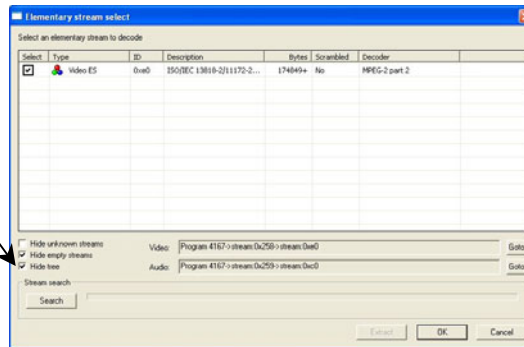 Elementary stream select
Select an elementary stream to decode
Select Type ID Description Bytes Scrambled Decoder
Video ES 0xe0 ISO/IEC 13818-2/11172-2... 174849+ No MPEG-2 part 2
Hide unknown streams
Hide empty streams
Hide tree
Video: Program 4167->stream:0x258->stream:0xe0 Goto
Audio: Program 4167->stream:0x259->stream:0xc0 Goto
Stream search
Search
Extract OK Cancel